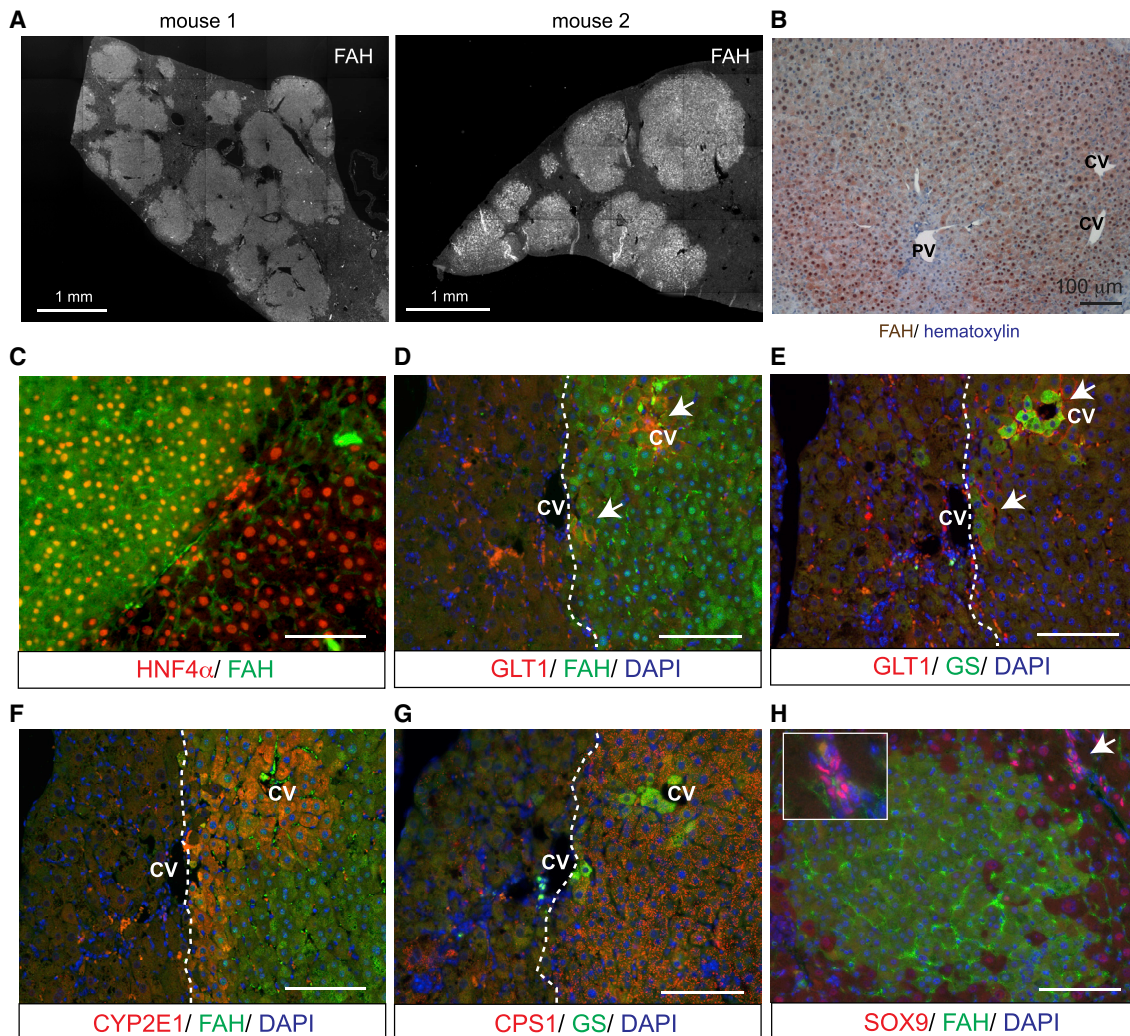 A
mouse 1
mouse 2
B
FAH
FAH
1 mm
1 mm
CV
CV
PV
100 μm
FAH/ hematoxylin
C
D
E
CV
CV
CV
CV
HNF4α/ FAH
GLT1/ FAH/ DAPI
GLT1/ GS/ DAPI
F
G
H
CV
CV
CV
CV
CYP2E1/ FAH/ DAPI
CPS1/ GS/ DAPI
SOX9/ FAH/ DAPI